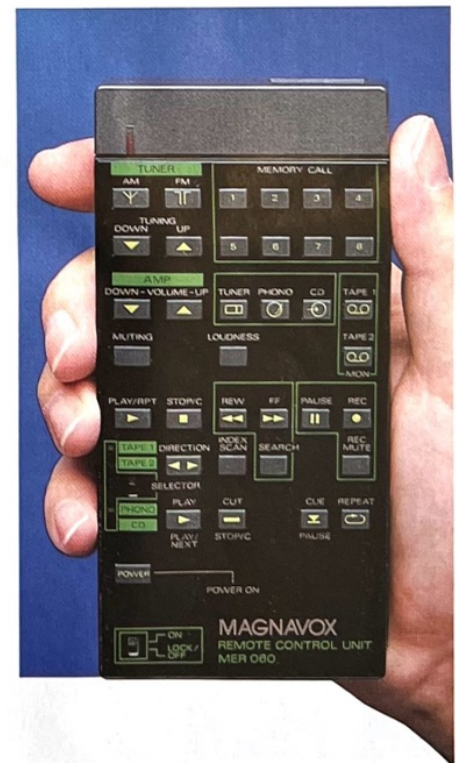 TUNER
MEMORY CALL
AM FM
1 2 3 4
TUNING
DOWN UP
5 6 7 8
AMP
DOWN-VOLUME-UP
TUNER PHONO CD
TAPE 1
MUTING
LOUDNESS
TAPE 2
MON
PLAY/RPT STOP/C REW FF PAUSE REC
TAPE 1
TAPE 2
DIRECTION
INDEX
SCAN
SEARCH
REC
MUTE
SELECTOR
PHONO
CD
PLAY CUT CUE REPEAT
PLAY/
NEXT
STOP/C
PAUSE
POWER
POWER ON
ON
LOCK/
OFF
MAGNAVOX
REMOTE CONTROL UNIT
MER 060